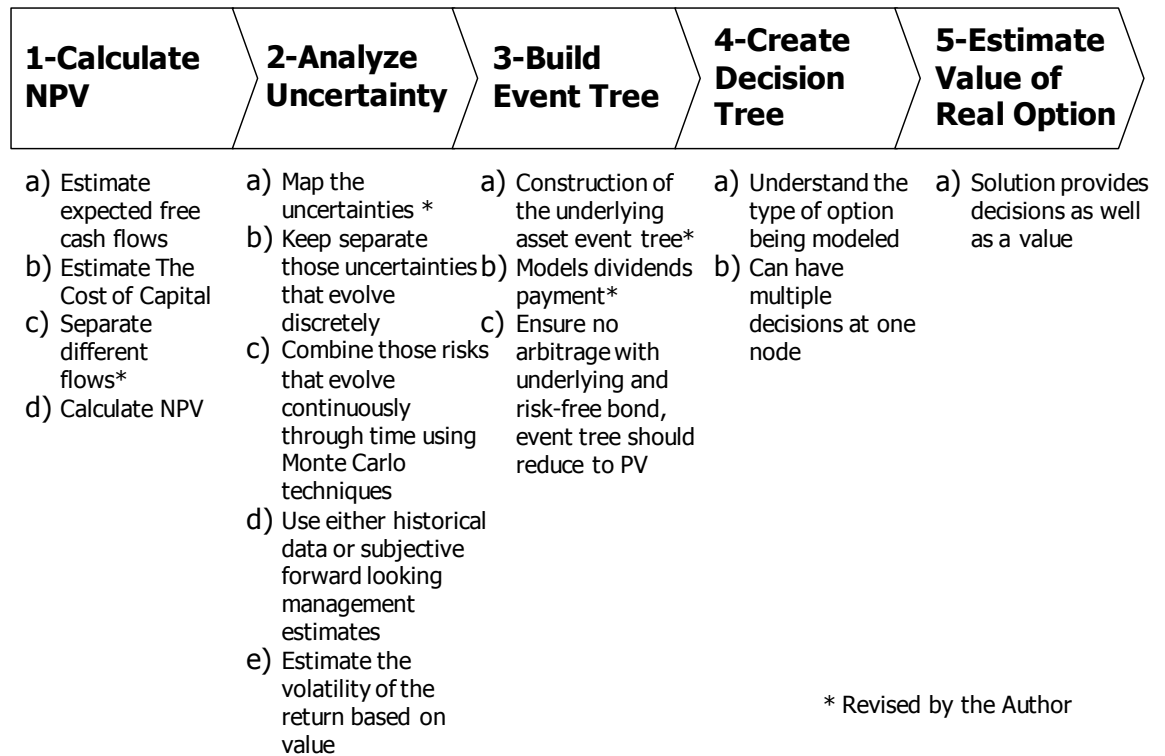 1-Calculate
NPV
2-Analyze
Uncertainty
3-Build
Event Tree
4-Create
Decision
Tree
5-Estimate
Value of
Real Option
a) Estimate
expected free
cash flows
b) Estimate The
Cost of Capital
c) Separate
different
flows*
d) Calculate NPV
a) Map the
uncertainties *
b) Keep separate
those uncertainties
that evolve
discretely
c) Combine those risks
that evolve
continuously
through time using
Monte Carlo
techniques
d) Use either historical
data or subjective
forward looking
management
estimates
e) Estimate the
volatility of the
return based on
value
a) Construction of
the underlying
asset event tree*
b) Models dividends
payment*
c) Ensure no
arbitrage with
underlying and
risk-free bond,
event tree should
reduce to PV
a) Understand the
type of option
being modeled
b) Can have
multiple
decisions at one
node
a) Solution provides
decisions as well
as a value
* Revised by the Author